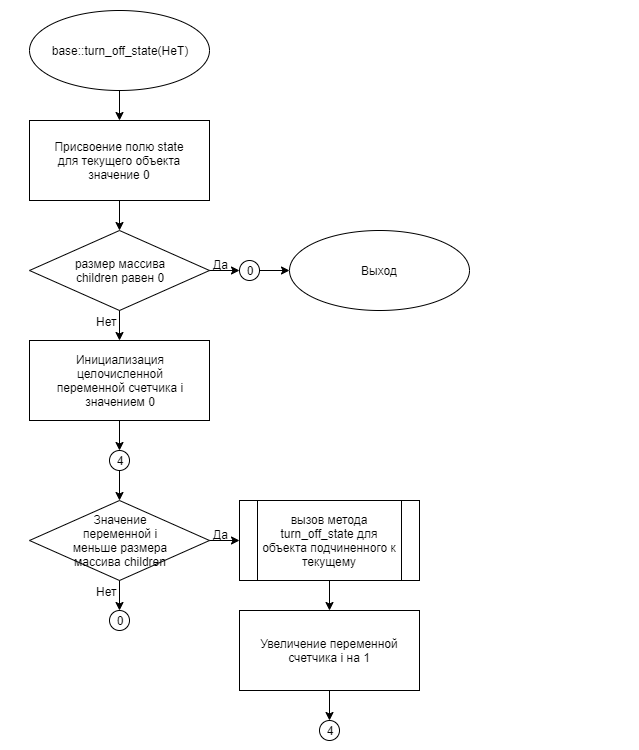 base::turn_off_state(НеТ)
Присвоение полю state
для текущего объекта
значение 0
размер массива
children равен 0
Да
0
Выход
Нет
Инициализация
целочисленной
переменной счетчика i
значением 0
4
Значение
переменной i
меньше размера
массива children
Да
вызов метода
turn_off_state для
объекта подчиненного к
текущему
Нет
0
Увеличение переменной
счетчика i на 1
4